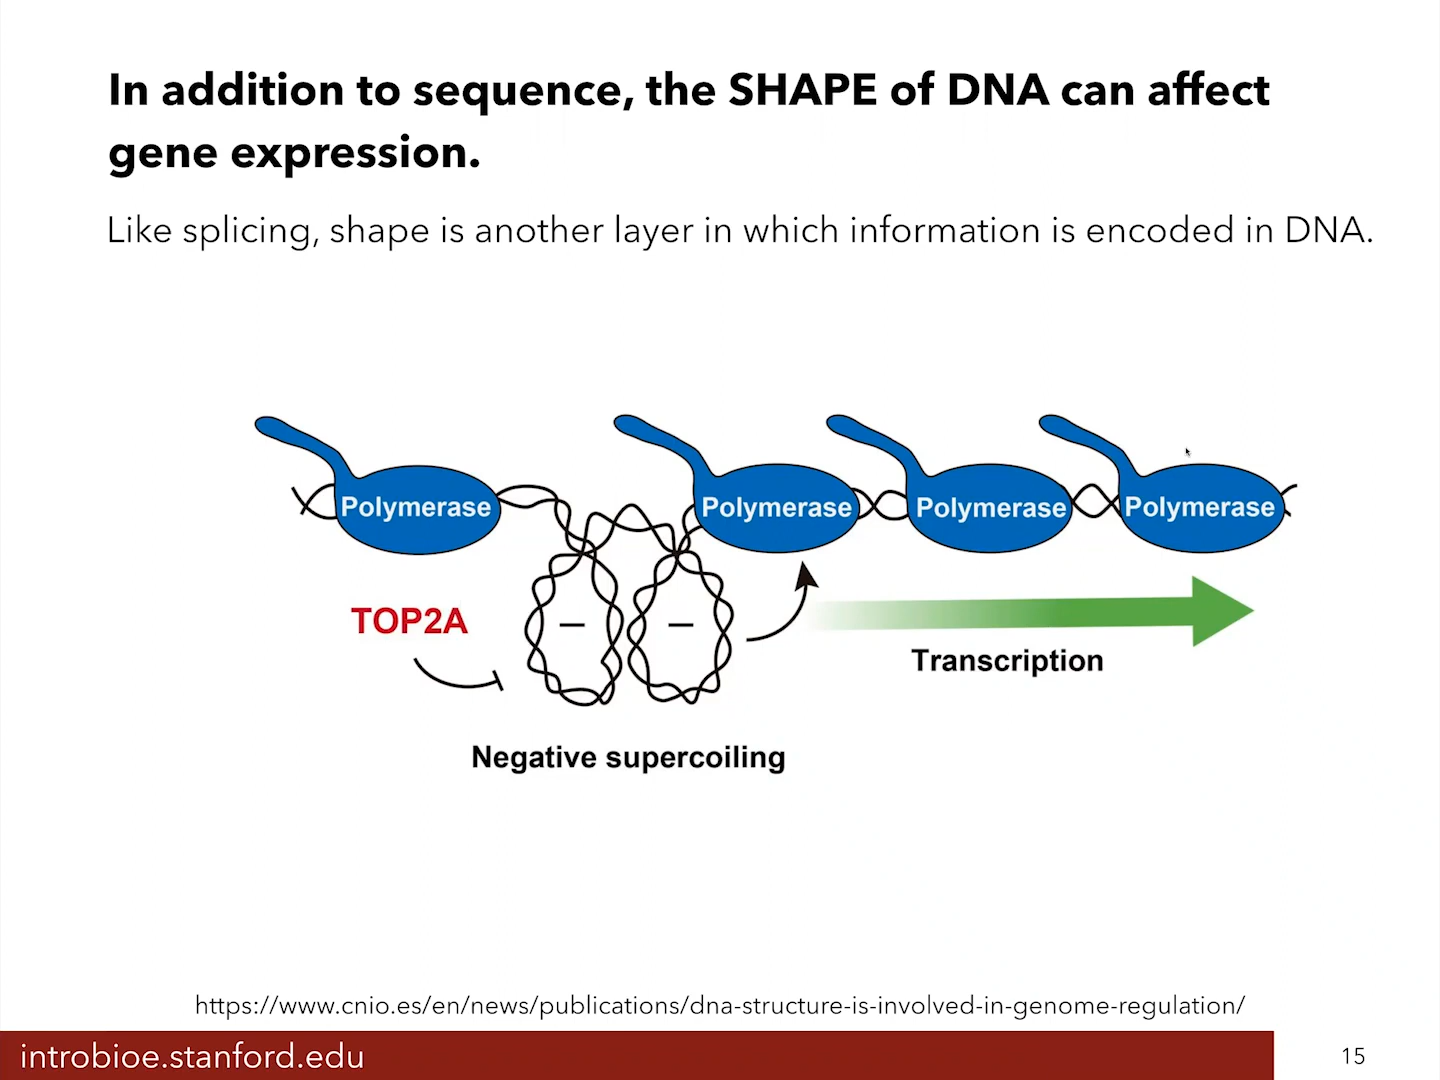 In addition to sequence, the SHAPE of DNA can affect
gene expression.
Like splicing, shape is another layer in which information is encoded in DNA.
Polymerase
Polymerase
Polymerase
Polymerase
TOP2A
−
−
Transcription
Negative supercoiling
https://www.cnio.es/en/news/publications/dna-structure-is-involved-in-genome-regulation/
introbioe.stanford.edu
15